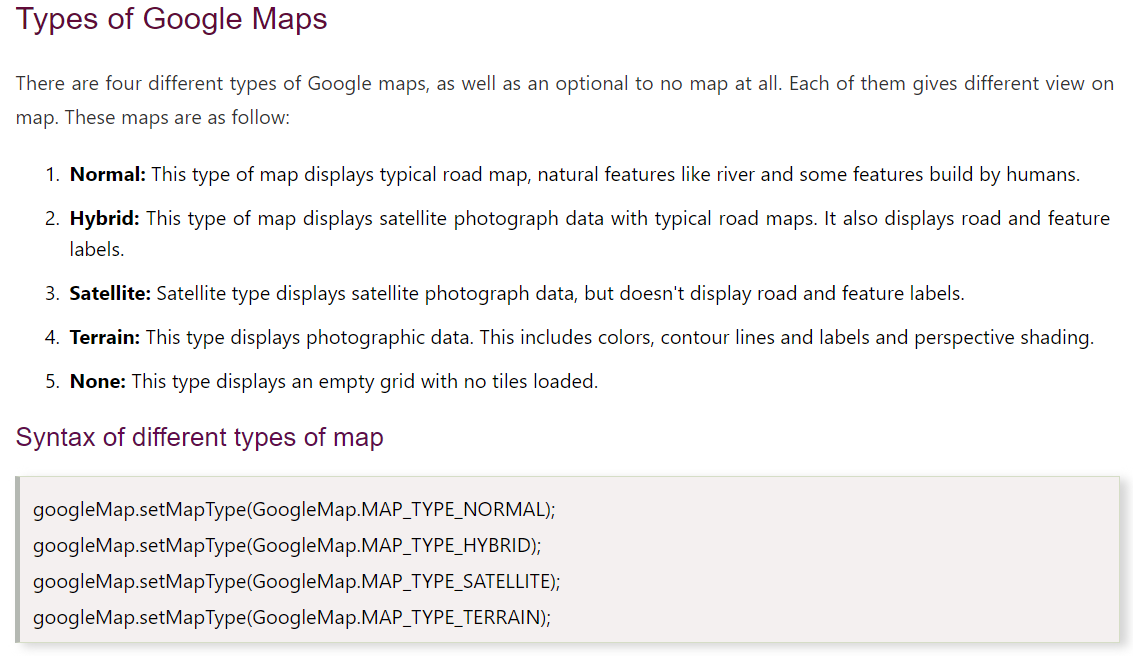 Types of Google Maps
There are four different types of Google maps, as well as an optional to no map at all. Each of them gives different view on
map. These maps are as follow:
1. Normal: This type of map displays typical road map, natural features like river and some features build by humans.
2. Hybrid: This type of map displays satellite photograph data with typical road maps. It also displays road and feature
labels.
3. Satellite: Satellite type displays satellite photograph data, but doesn't display road and feature labels.
4. Terrain: This type displays photographic data. This includes colors, contour lines and labels and perspective shading.
5. None: This type displays an empty grid with no tiles loaded.
Syntax of different types of map
googleMap.setMapType(GoogleMap.MAP_TYPE_NORMAL);
googleMap.setMapType(GoogleMap.MAP_TYPE_HYBRID);
googleMap.setMapType(GoogleMap.MAP_TYPE_SATELLITE);
googleMap.setMapType(GoogleMap.MAP_TYPE_TERRAIN);